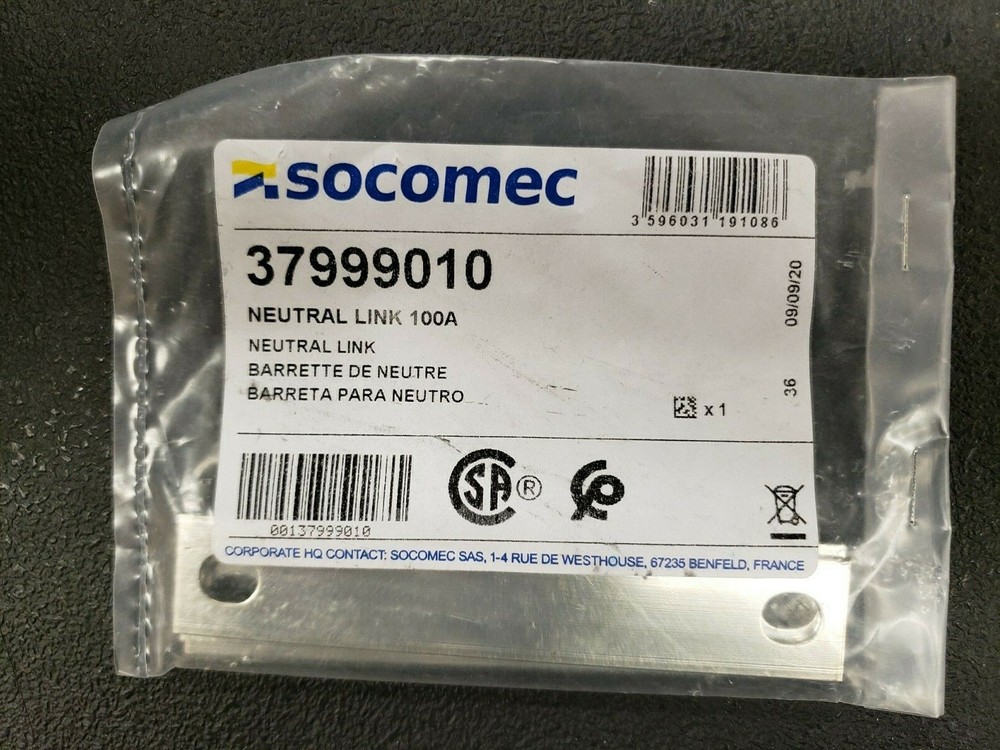 socomec
3 596031 191086
37999010
NEUTRAL LINK 100A
NEUTRAL LINK
BARRETTE DE NEUTRE
BARRETA PARA NEUTRO
x 1
36 09/09/20
00137999010
CSA ®
CORPORATE HQ CONTACT: SOCOMEC SAS, 1-4 RUE DE WESTHOUSE, 67235 BENFELD, FRANCE